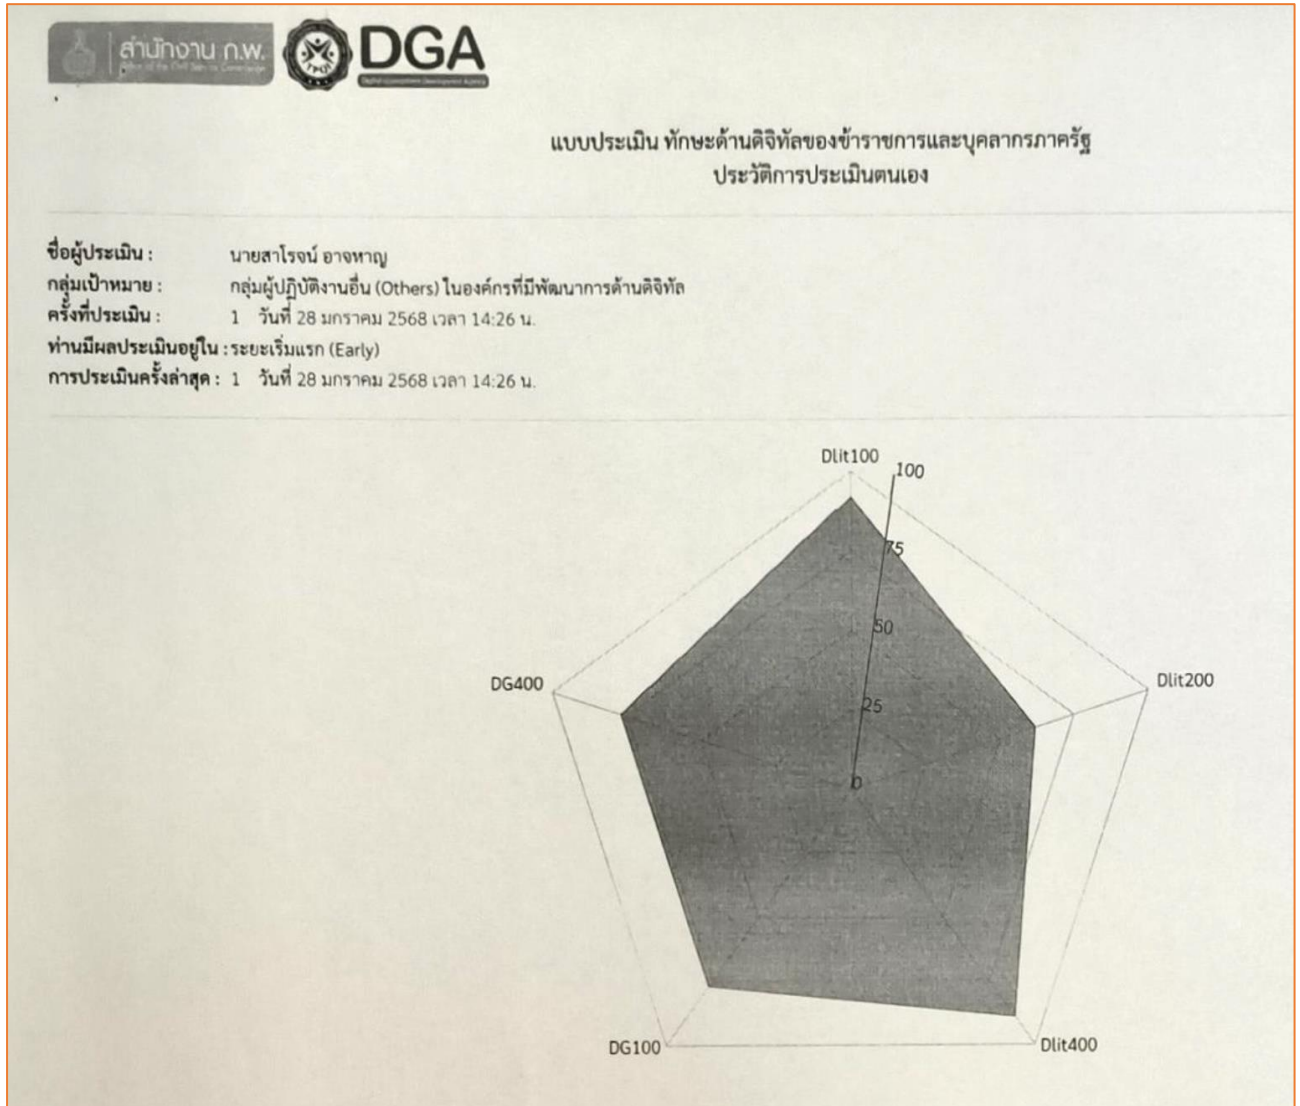 สำนักงาน ก.พ.
Office of the Civil Service Commission
DGA
แบบประเมิน ทักษะด้านดิจิทัลของข้าราชการและบุคลากรภาครัฐ
ประวัติการประเมินตนเอง
ชื่อผู้ประเมิน : นายสาโรจน์ อาจหาญ
กลุ่มเป้าหมาย : กลุ่มผู้ปฏิบัติงานอื่น (Others) ในองค์กรที่มีพัฒนาการด้านดิจิทัล
ครั้งที่ประเมิน : 1 วันที่ 28 มกราคม 2568 เวลา 14:26 น.
ท่านมีผลประเมินอยู่ใน : ระยะเริ่มแรก (Early)
การประเมินครั้งล่าสุด : 1 วันที่ 28 มกราคม 2568 เวลา 14:26 น.
Dlit100
100
75
50
Dlit200
DG400
25
0
DG100
Dlit400